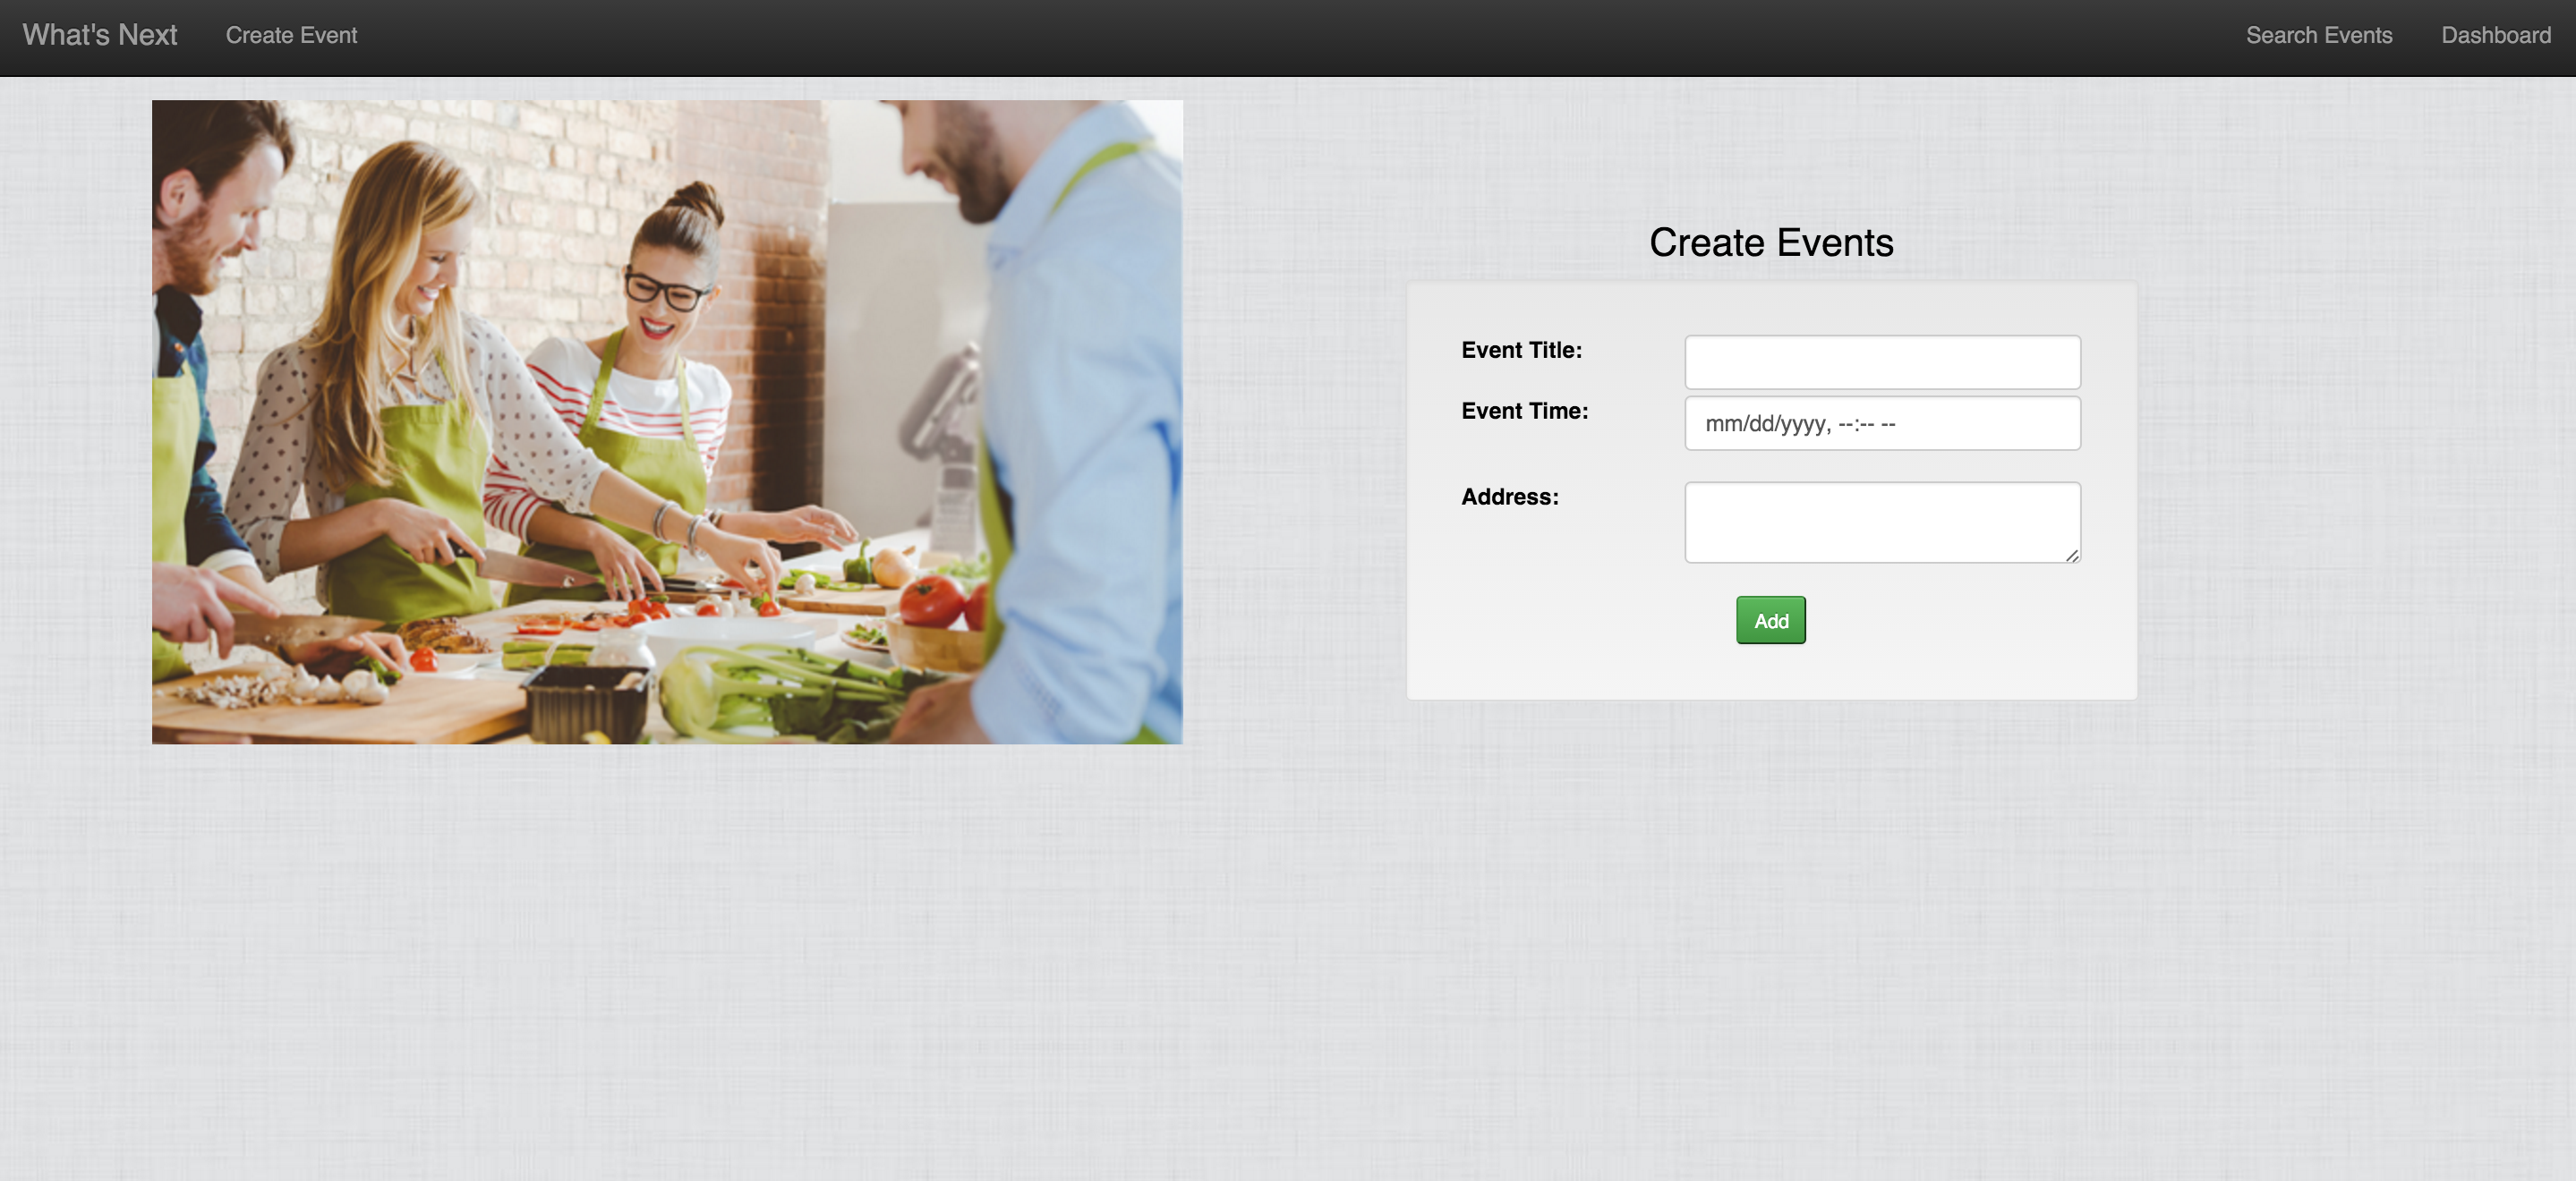 What's Next Create Event Search Events Dashboard
Create Events
Event Title:
Event Time: mm/dd/yyyy, --:-- --
Address:
Add